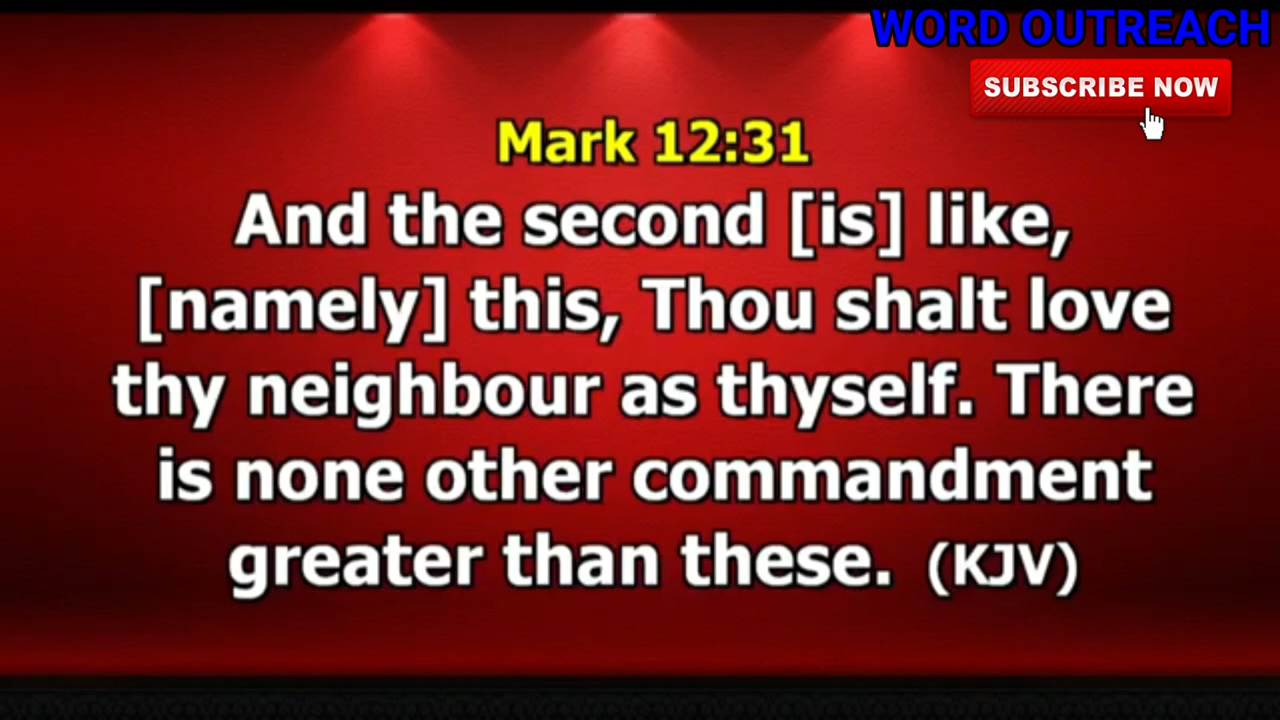 WORD OUTREACH
SUBSCRIBE NOW
Mark 12:31
And the second [is] like,
[namely] this, Thou shalt love
thy neighbour as thyself. There
is none other commandment
greater than these. (KJV)